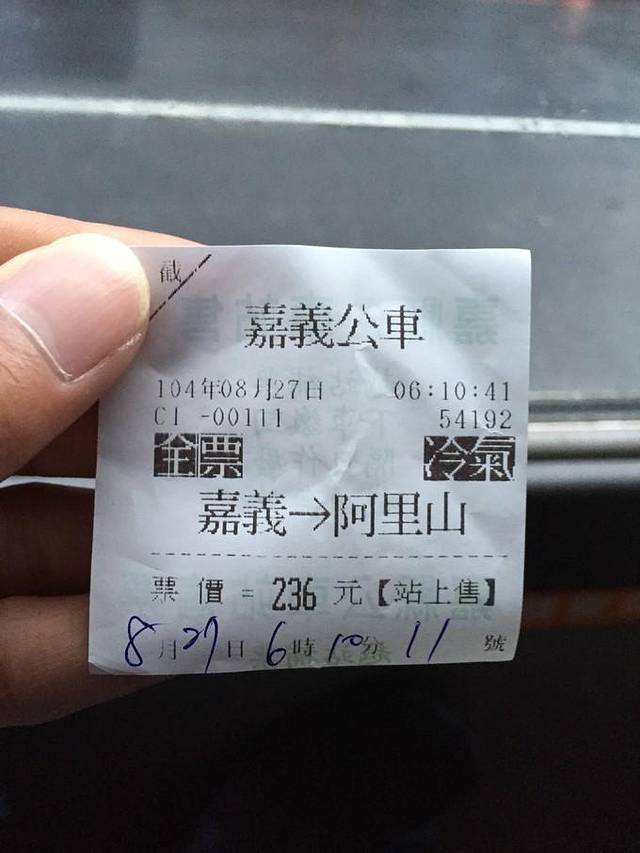 截
嘉義公車
104年08月27日 06:10:41
CI -00111 54192
全票 冷氣
嘉義→阿里山
票價 = 236 元【站上售】
8月27日6時10分 11 號